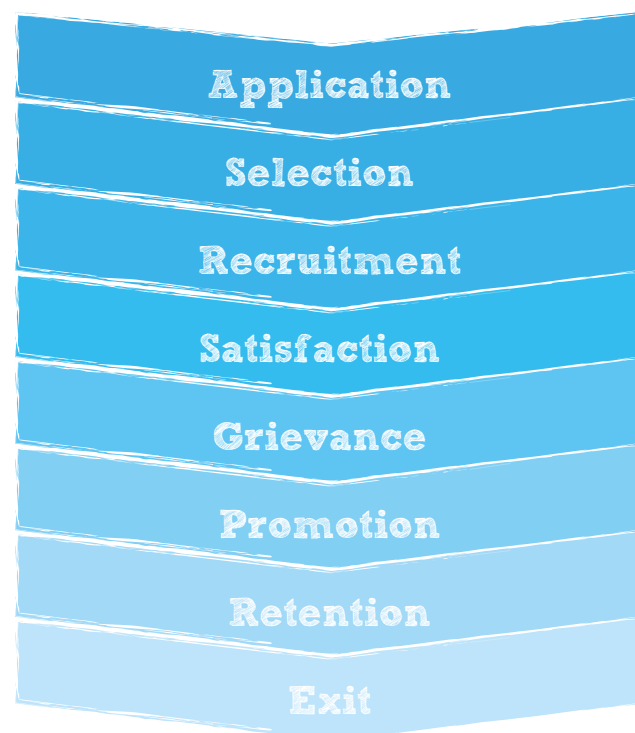 Application
Selection
Recruitment
Satisfaction
Grievance
Promotion
Retention
Exit